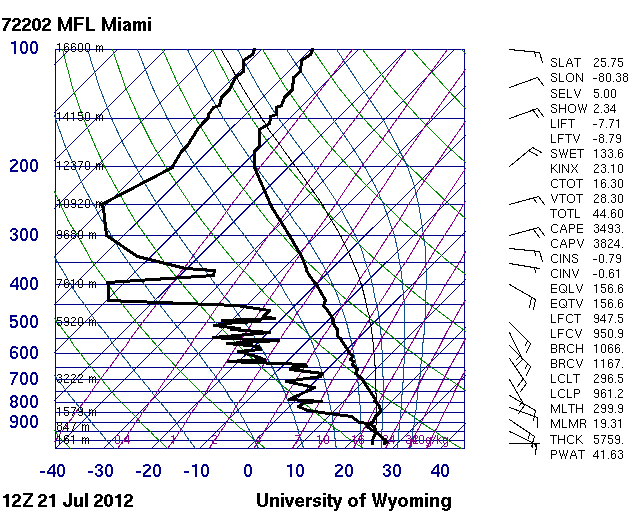 72202 MFL Miami
100
16600 m
14150 m
200
12370 m
10920 m
300
9660 m
400
7610 m
500
5920 m
600
700
3222 m
800
1579 m
900
847 m
161 m
0.4
1
2
4
7
10
16
24
32
40g/kg
-40 -30 -20 -10 0 10 20 30 40
12Z 21 Jul 2012
University of Wyoming
SLAT 25.75
SLON -80.38
SELV 5.00
SHOW 2.34
LIFT -7.71
LFTV -8.79
SWET 133.6
KINX 23.10
CTOT 16.30
VTOT 28.30
TOTL 44.60
CAPE 3493.
CAPV 3824.
CINS -0.79
CINV -0.61
EQLV 156.6
EQTV 156.6
LFCT 947.5
LFCV 950.9
BRCH 1066.
BRCV 1167.
LCLT 296.5
LCLP 961.2
MLTH 299.9
MLMR 19.31
THCK 5759.
PWAT 41.63